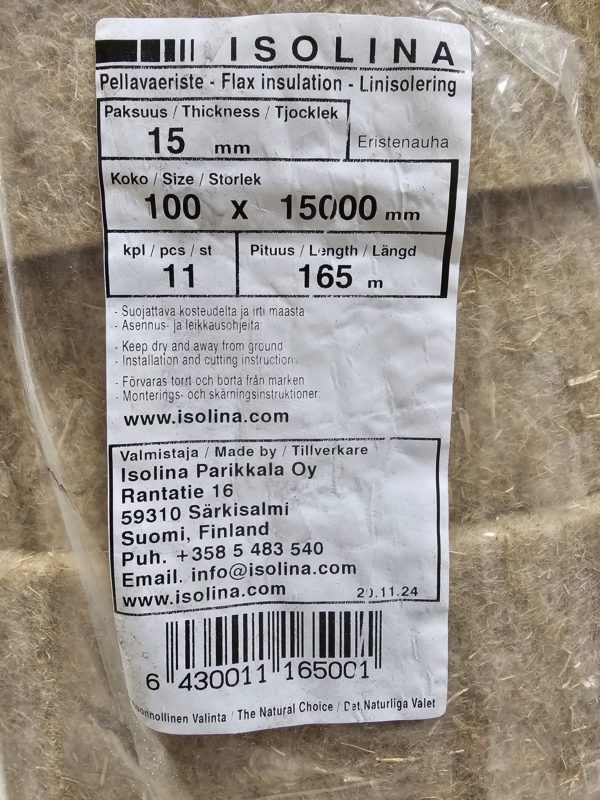 ISOLINA
Pellavaeriste - Flax insulation - Linisolering
Paksuus / Thickness / Tjocklek
15 mm
Eristenauha
Koko / Size / Storlek
100 x 15000 mm
kpl / pcs / st
11
Pituus / Length / Längd
165 m
- Suojattava kosteudelta ja irti maasta
- Asennus- ja leikkausohjeita:
- Keep dry and away from ground
- Installation and cutting instruction:
- Förvaras torrt och borta från marken
- Monterings- och skärningsinstruktioner:
www.isolina.com
Valmistaja / Made by / Tillverkare
Isolina Parikkala Oy
Rantatie 16
59310 Särkisalmi
Suomi, Finland
Puh. +358 5 483 540
Email. info@isolina.com
www.isolina.com
6 430011 165001
Valinta / The Natural Choice / Det Naturliga Valet